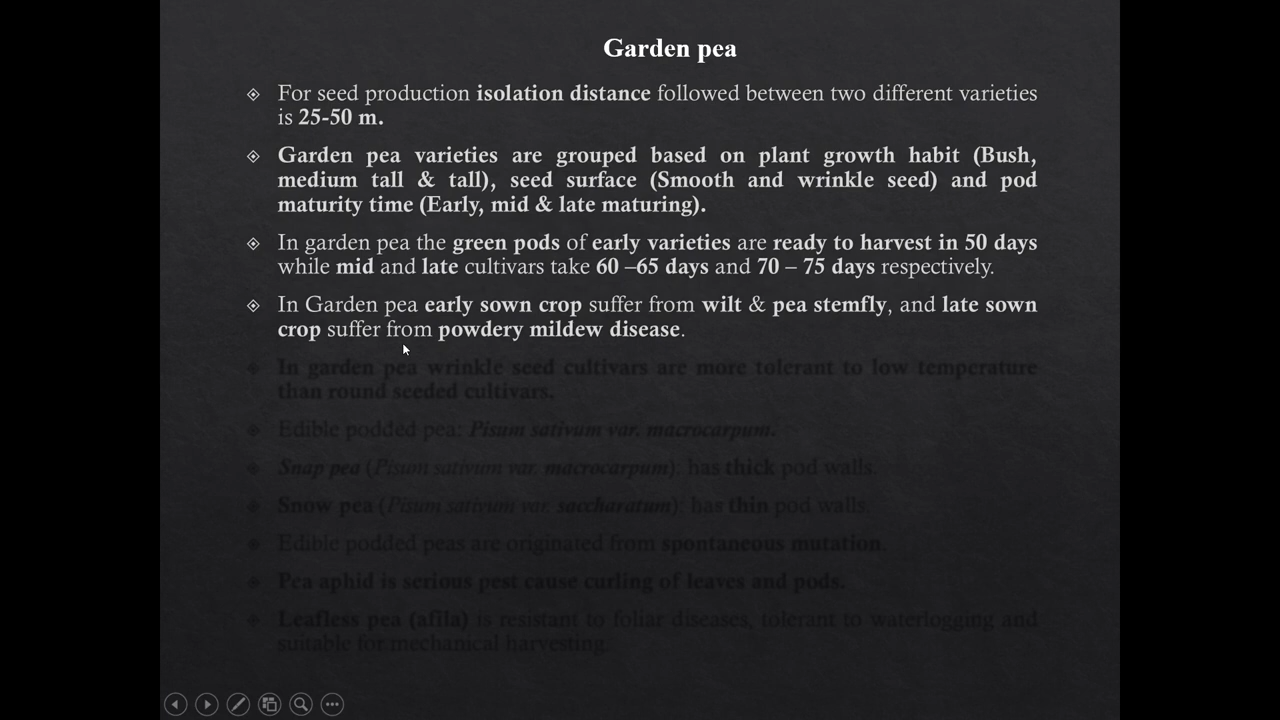 Garden pea
For seed production isolation distance followed between two different varieties
is 25-50 m.
Garden pea varieties are grouped based on plant growth habit (Bush,
medium tall & tall), seed surface (Smooth and wrinkle seed) and pod
maturity time (Early, mid & late maturing).
In garden pea the green pods of early varieties are ready to harvest in 50 days
while mid and late cultivars take 60 –65 days and 70 – 75 days respectively.
In Garden pea early sown crop suffer from wilt & pea stemfly, and late sown
crop suffer from powdery mildew disease.
In garden pea wrinkle seed cultivars are more tolerant to low temperature
than round seeded cultivars.
Edible podded pea: Pisum sativum var. macrocarpum.
Snap pea (Pisum sativum var. macrocarpum): has thick pod walls.
Snow pea (Pisum sativum var. saccharatum): has thin pod walls.
Edible podded peas are originated from spontaneous mutation.
Pea aphid is serious pest cause curling of leaves and pods.
Leafless pea (afila) is resistant to foliar diseases, tolerant to waterlogging and
suitable for mechanical harvesting.